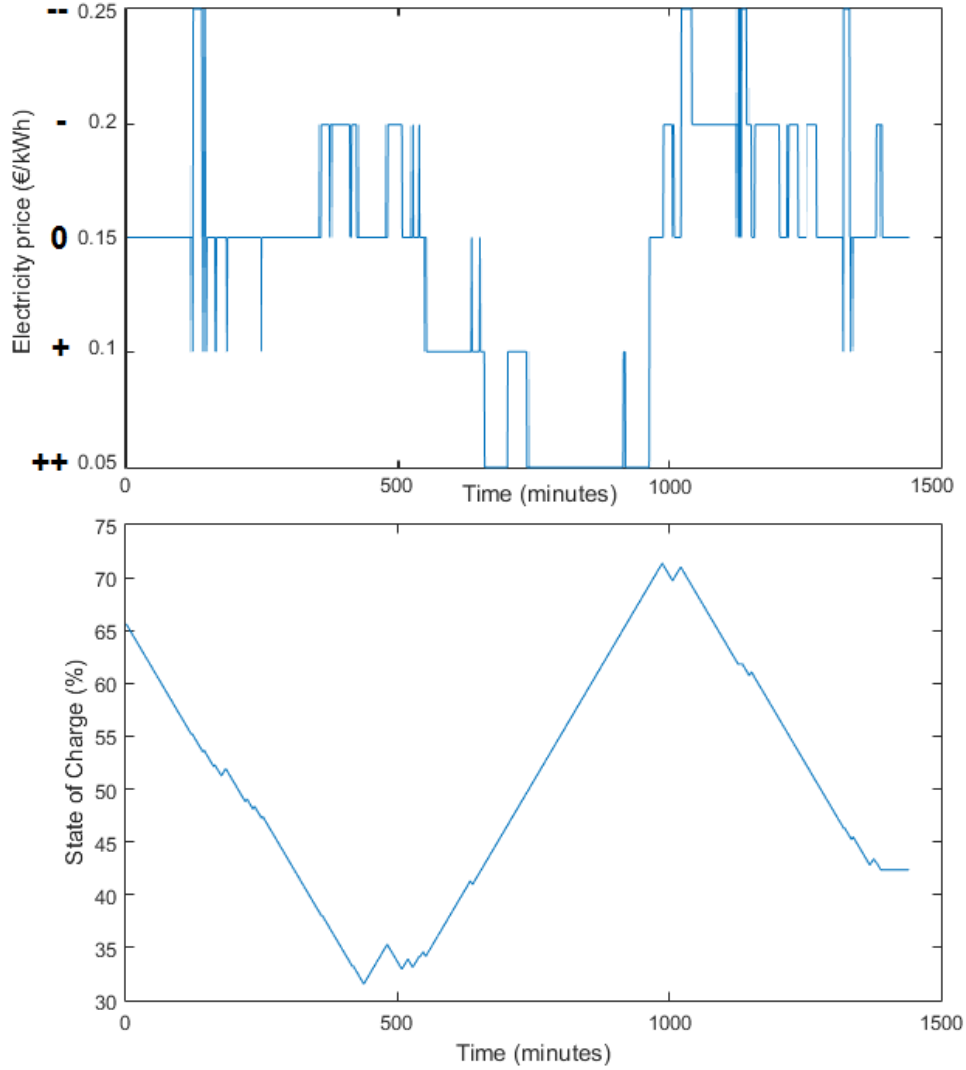 -- 0.25
- 0.2
0 0.15
+ 0.1
++ 0.05
Electricity price (€/kWh)
0 500 1000 1500
Time (minutes)
75
70
65
60
55
50
45
40
35
30
State of Charge (%)
0 500 1000 1500
Time (minutes)